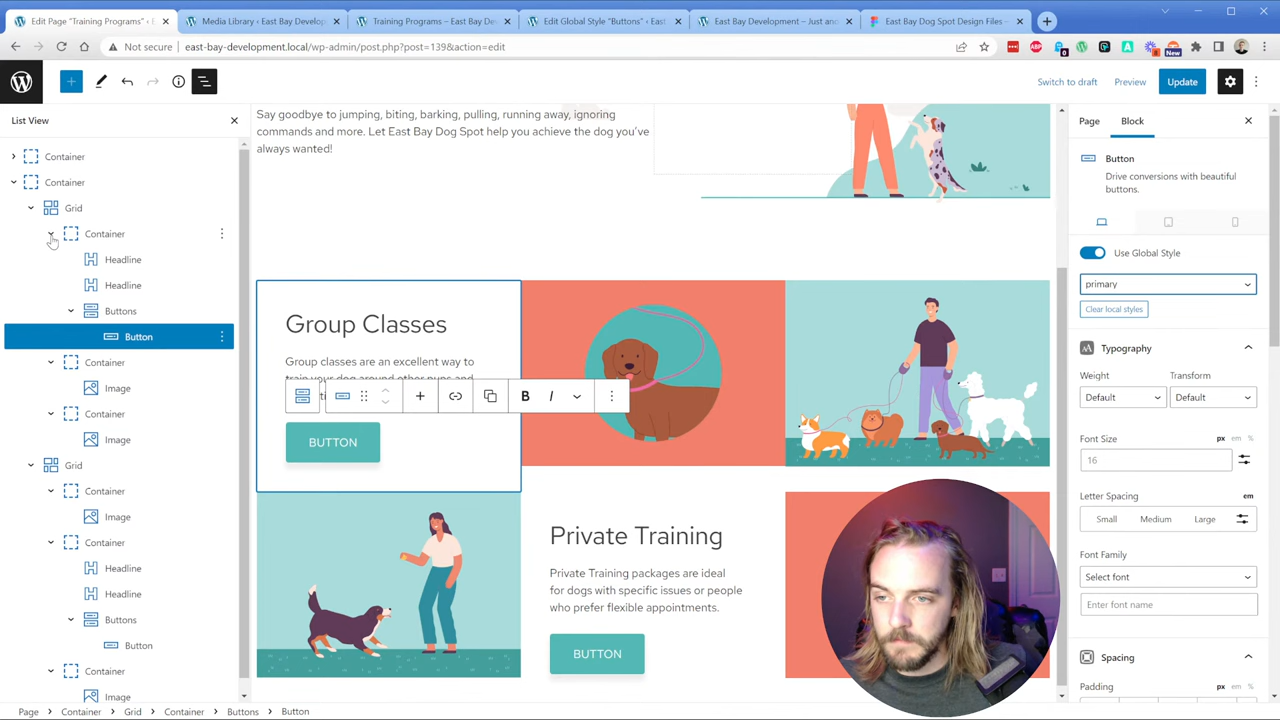 Edit Page "Training Programs" ‹ E
Media Library ‹ East Bay Develop
Training Programs – East Bay De
Edit Global Style "Buttons" ‹ East
East Bay Development – Just ano
East Bay Dog Spot Design Files –
Not secure
east-bay-development.local/wp-admin/post.php?post=139&action=edit
New
Switch to draft
Preview
Update
List View
Container
Container
Grid
Container
Headline
Headline
Buttons
Button
Container
Image
Container
Image
Grid
Container
Image
Container
Headline
Headline
Buttons
Button
Container
Image
Say goodbye to jumping, biting, barking, pulling, running away, ignoring
commands and more. Let East Bay Dog Spot help you achieve the dog you've
always wanted!
Group Classes
Group classes are an excellent way to
train your dog around other pups and
B I
BUTTON
Private Training
Private Training packages are ideal
for dogs with specific issues or people
who prefer flexible appointments.
BUTTON
Page
Block
Button
Drive conversions with beautiful
buttons.
Use Global Style
primary
Clear local styles
Typography
Weight
Transform
Default
Default
Font Size
px em %
16
Letter Spacing
em
Small
Medium
Large
Font Family
Select font
Enter font name
Spacing
Padding
px em %
Page
Container
Grid
Container
Buttons
Button